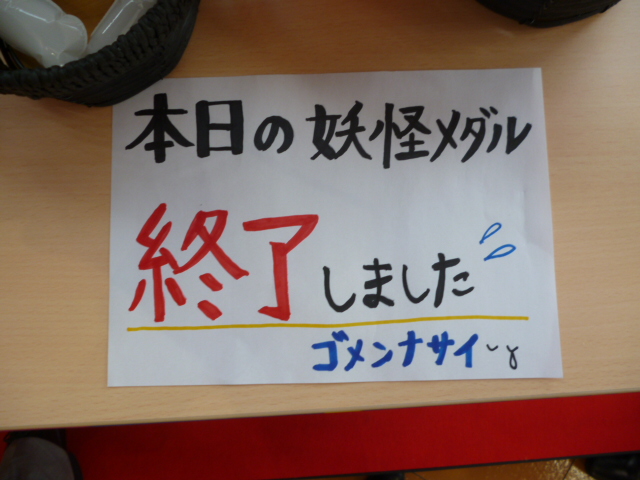 本日の妖怪メダル
終了しました
ゴメンナサイ